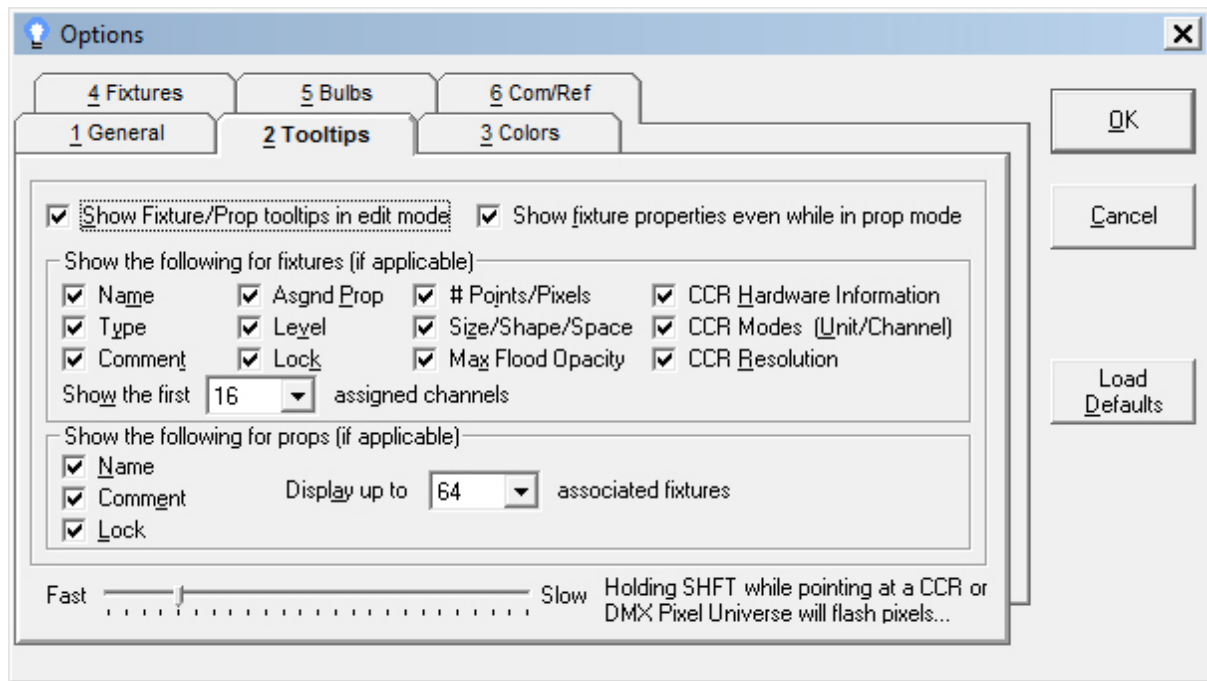 Options
4 Fixtures 5 Bulbs 6 Com/Ref
1 General 2 Tooltips 3 Colors
OK
Cancel
Load
Defaults
Show Fixture/Prop tooltips in edit mode Show fixture properties even while in prop mode
Show the following for fixtures (if applicable)
Name Asgnd Prop # Points/Pixels CCR Hardware Information
Type Level Size/Shape/Space CCR Modes (Unit/Channel)
Comment Lock Max Flood Opacity CCR Resolution
Show the first 16 assigned channels
Show the following for props (if applicable)
Name
Comment
Lock
Display up to 64 associated fixtures
Fast Slow
Holding SHFT while pointing at a CCR or
DMX Pixel Universe will flash pixels...